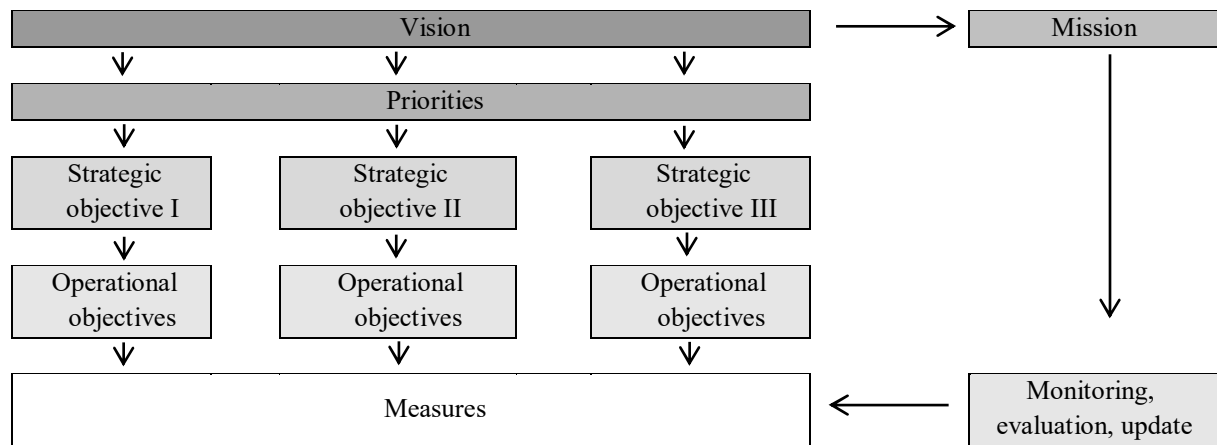 Vision
Mission
Priorities
Strategic
objective I
Strategic
objective II
Strategic
objective III
Operational
objectives
Operational
objectives
Operational
objectives
Measures
Monitoring,
evaluation, update